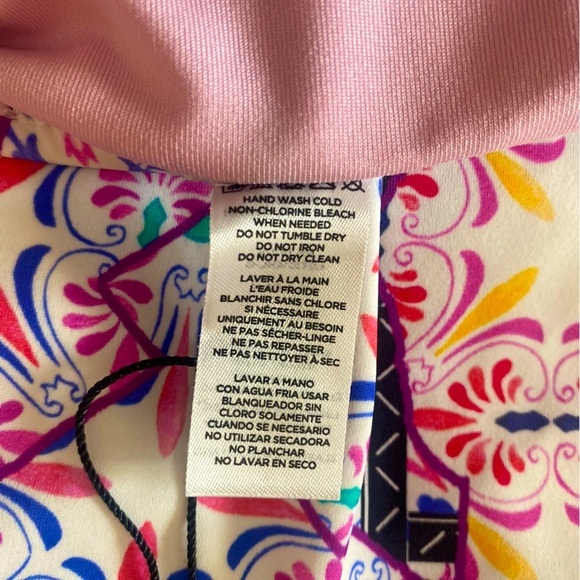 HAND WASH COLD
NON-CHLORINE BLEACH
WHEN NEEDED
DO NOT TUMBLE DRY
DO NOT IRON
DO NOT DRY CLEAN
LAVER À LA MAIN
L'EAU FROIDE
BLANCHIR SANS CHLORE
SI NÉCESSAIRE
UNIQUEMENT AU BESOIN
NE PAS SÈCHER-LINGE
NE PAS REPASSER
NE PAS NETTOYER À-SEC
LAVAR A MANO
CON AGUA FRIA USAR
BLANQUEADOR SIN
CLORO SOLAMENTE
CUANDO SE NECESARIO
NO UTILIZAR SECADORA
NO PLANCHAR
NO LAVAR EN SECO